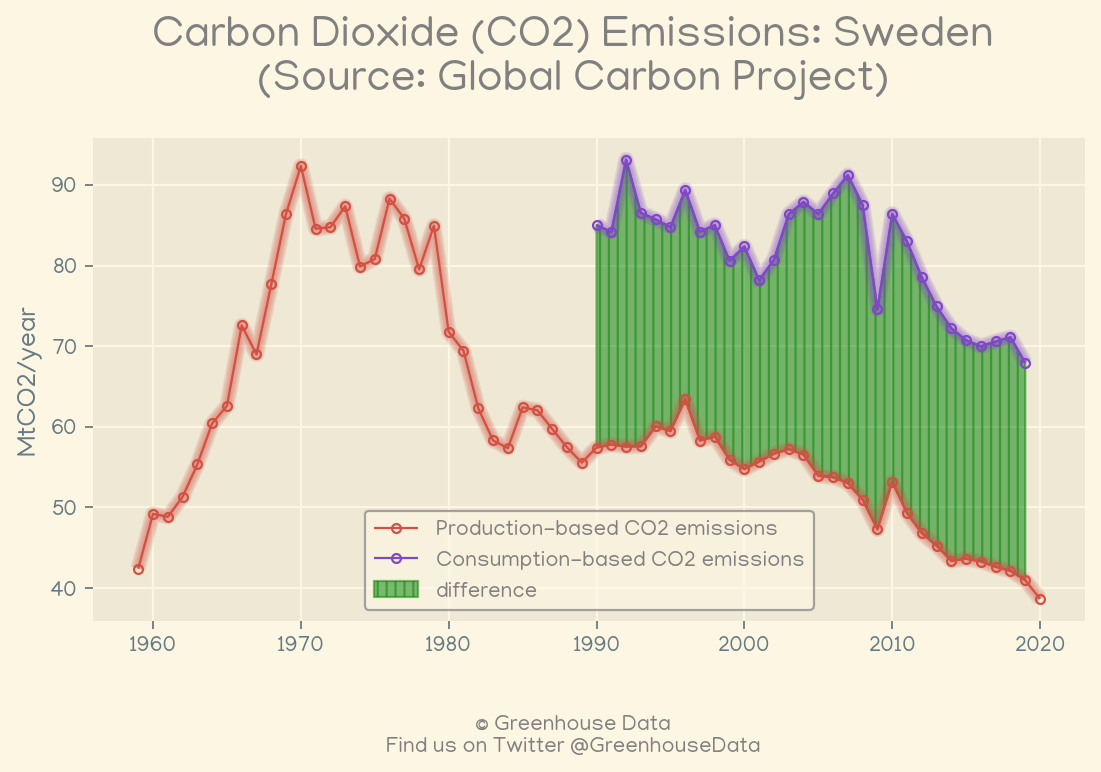 Carbon Dioxide (CO2) Emissions: Sweden
(Source: Global Carbon Project)
MtCO2/year
90
80
70
60
50
40
Production-based CO2 emissions
Consumption-based CO2 emissions
difference
1960 1970 1980 1990 2000 2010 2020
© Greenhouse Data
Find us on Twitter @GreenhouseData